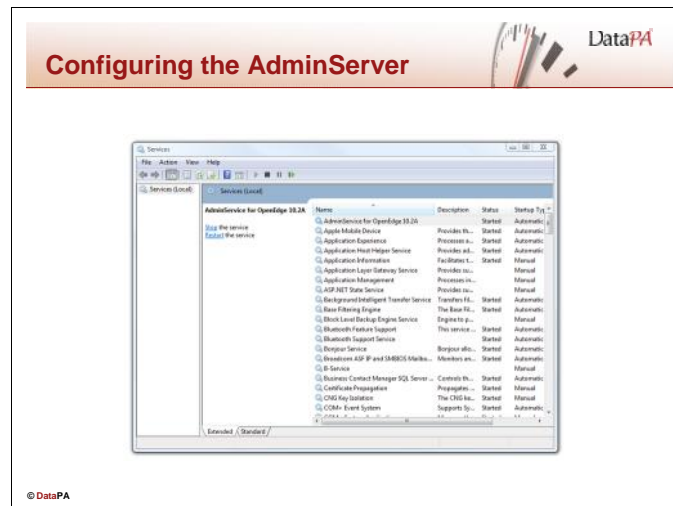 Configuring the AdminServer
DataPA
Services
File Action View Help
Services (Local)
Services (Local)
AdminService for OpenEdge 10.2A
Stop the service
Restart the service
Name Description Status Startup Typ
AdminService for OpenEdge 10.2A Started Automatic
Apple Mobile Device Provides th... Started Automatic
Application Experience Processes a... Started Automatic
Application Host Helper Service Provides ad... Started Automatic
Application Information Facilitates t... Started Manual
Application Layer Gateway Service Provides su... Manual
Application Management Processes in... Manual
ASP.NET State Service Provides su... Manual
Background Intelligent Transfer Service Transfers fil... Started Automatic
Base Filtering Engine The Base Fil... Started Automatic
Block Level Backup Engine Service Engine to p... Manual
Bluetooth Feature Support This service ... Started Automatic
Bluetooth Support Service Started Automatic
Bonjour Service Bonjour allo... Started Automatic
Broadcom ASF IP and SMBIOS Mailbo... Monitors an... Started Automatic
B-Service Manual
Business Contact Manager SQL Server ... Controls th... Started Automatic
Certificate Propagation Propagates ... Started Manual
CNG Key Isolation The CNG ke... Started Manual
COM+ Event System Supports Sy... Started Automatic
Extended Standard
© DataPA